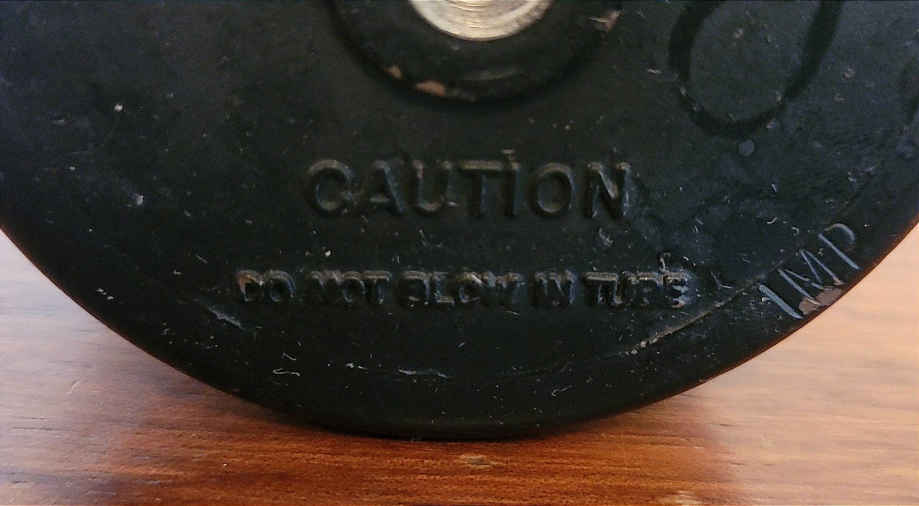 CAUTION
DO NOT BLOW IN TUBE
IMP